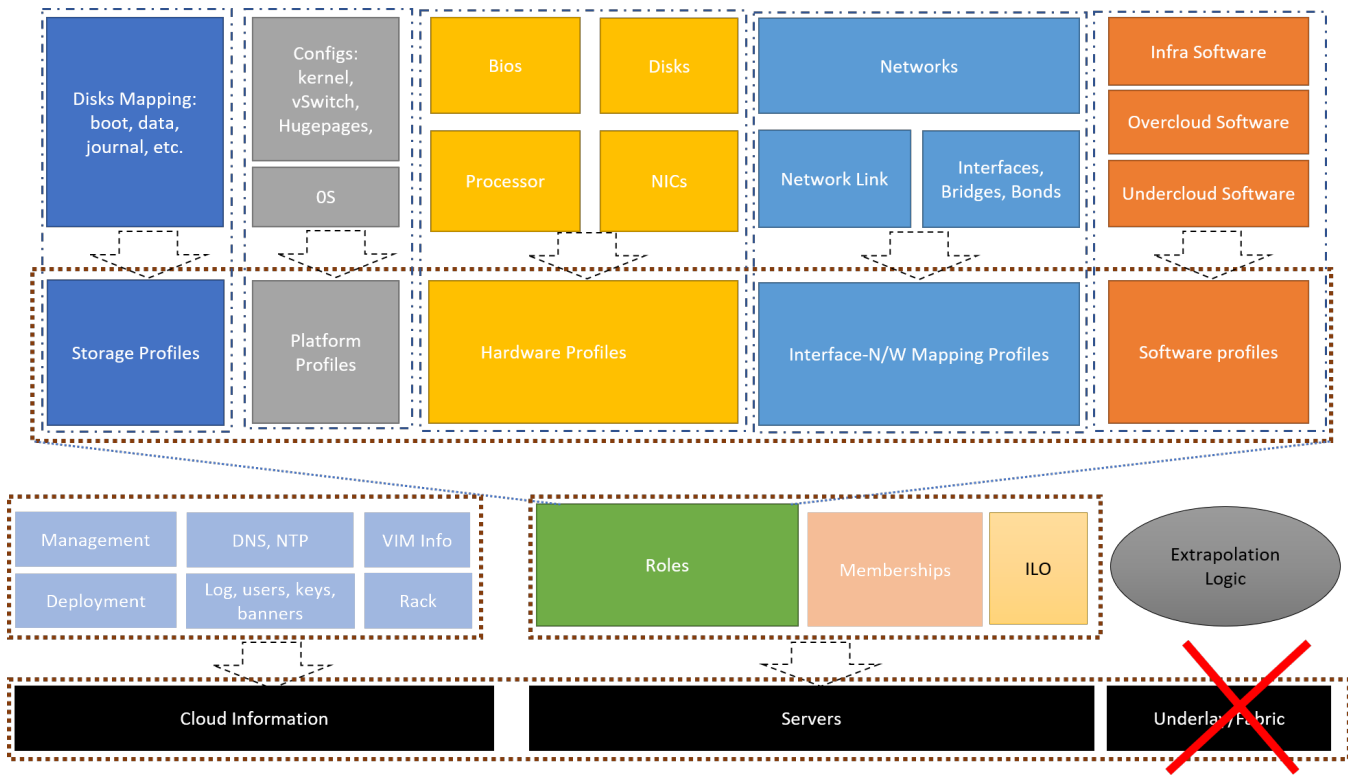 Disks Mapping:
boot, data,
journal, etc.
Configs:
kernel,
vSwitch,
Hugepages,
0S
Bios
Disks
Processor
NICs
Networks
Network Link
Interfaces,
Bridges, Bonds
Infra Software
Overcloud Software
Undercloud Software
Storage Profiles
Platform
Profiles
Hardware Profiles
Interface-N/W Mapping Profiles
Software profiles
Management
DNS, NTP
VIM Info
Deployment
Log, users, keys,
banners
Rack
Roles
Memberships
ILO
Extrapolation
Logic
Cloud Information
Servers
Underlay/Fabric